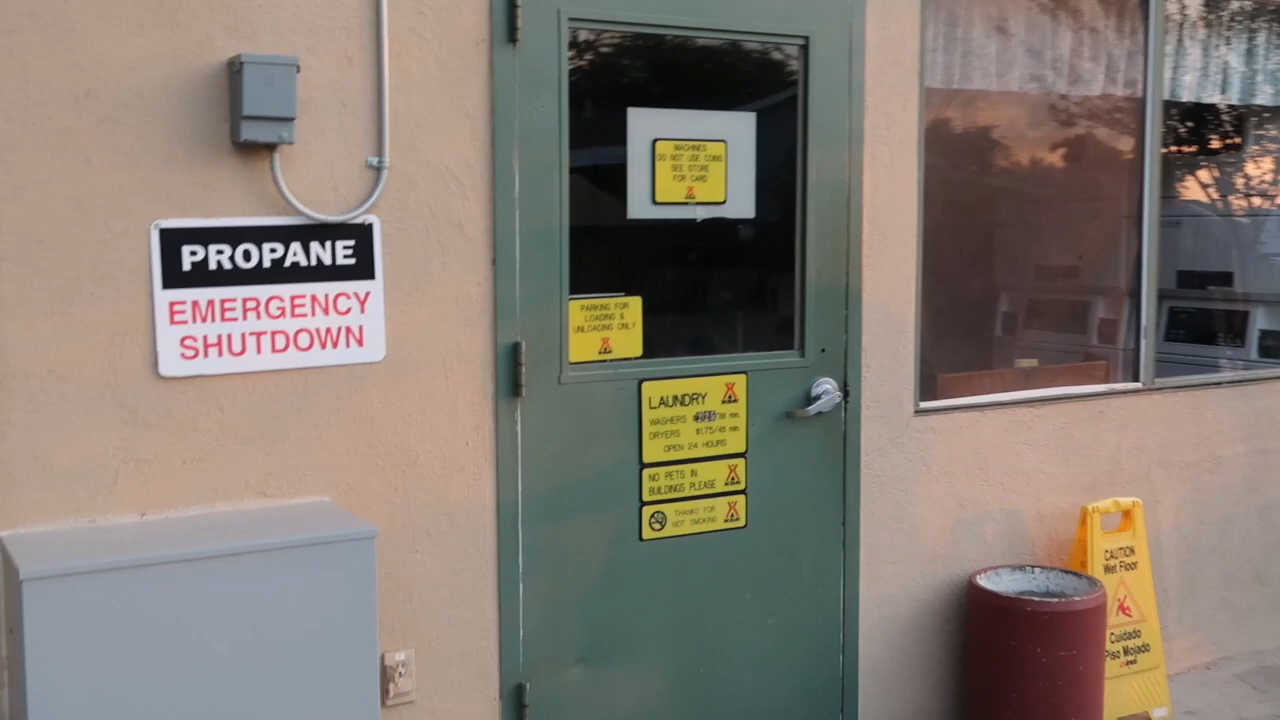 PROPANE
EMERGENCY
SHUTDOWN
MACHINES
DO NOT USE COINS
SEE STORE
FOR CARD
PARKING FOR
LOADING &
UNLOADING ONLY
LAUNDRY
WASHERS /38 min.
DRYERS $1.75/45 min.
OPEN 24 HOURS
NO PETS IN
BUILDINGS PLEASE
THANKS FOR
NOT SMOKING
CAUTION
Wet Floor
Cuidado
Piso Mojado